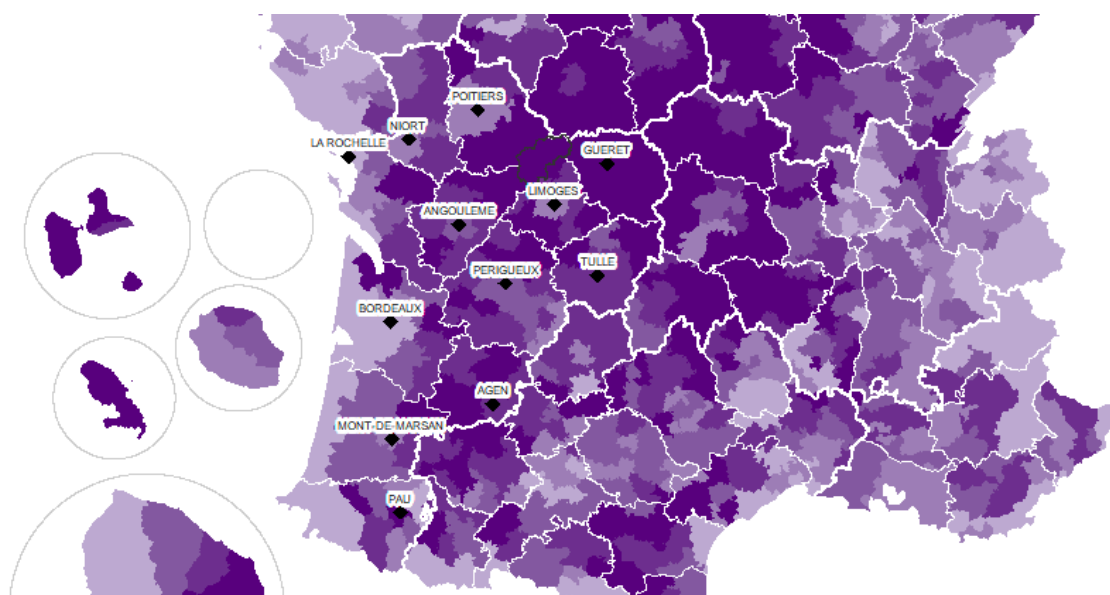 POITIERS
NIORT
LA ROCHELLE
GUERET
LIMOGES
ANGOULEME
TULLE
PERIGUEUX
BORDEAUX
AGEN
MONT-DE-MARSAN
PAU